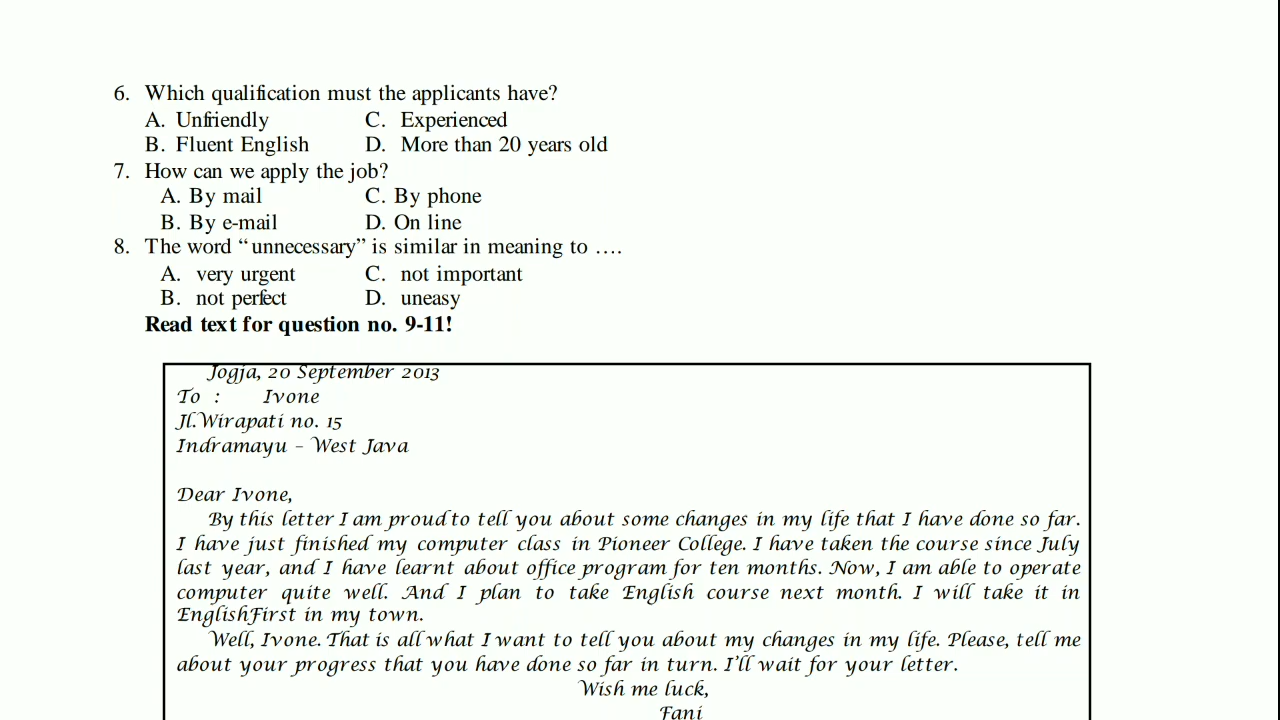 6. Which qualification must the applicants have?
A. Unfriendly C. Experienced
B. Fluent English D. More than 20 years old
7. How can we apply the job?
A. By mail C. By phone
B. By e-mail D. On line
8. The word “unnecessary” is similar in meaning to ….
A. very urgent C. not important
B. not perfect D. uneasy
Read text for question no. 9-11!
Jogja, 20 September 2013
To : Ivone
Jl.Wirapati no. 15
Indramayu – West Java
Dear Ivone,
By this letter I am proud to tell you about some changes in my life that I have done so far.
I have just finished my computer class in Pioneer College. I have taken the course since July
last year, and I have learnt about office program for ten months. Now, I am able to operate
computer quite well. And I plan to take English course next month. I will take it in
EnglishFirst in my town.
Well, Ivone. That is all what I want to tell you about my changes in my life. Please, tell me
about your progress that you have done so far in turn. I’ll wait for your letter.
Wish me luck,
Fani